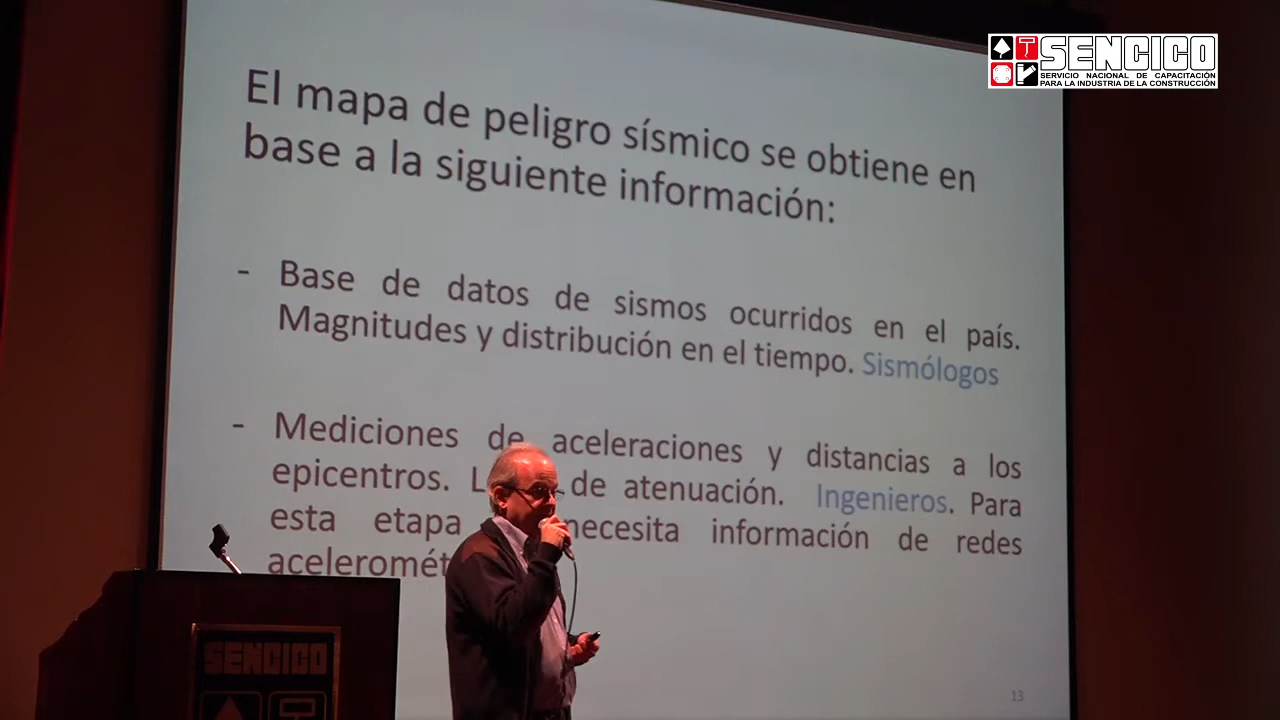 SENCICO
SERVICIO NACIONAL DE CAPACITACIÓN
PARA LA INDUSTRIA DE LA CONSTRUCCIÓN
El mapa de peligro sísmico se obtiene en
base a la siguiente información:
- Base de datos de sismos ocurridos en el país.
Magnitudes y distribución en el tiempo. Sismólogos
- Mediciones de aceleraciones y distancias a los
epicentros. de atenuación. Ingenieros. Para
esta etapa necesita información de redes
13
SENCICO